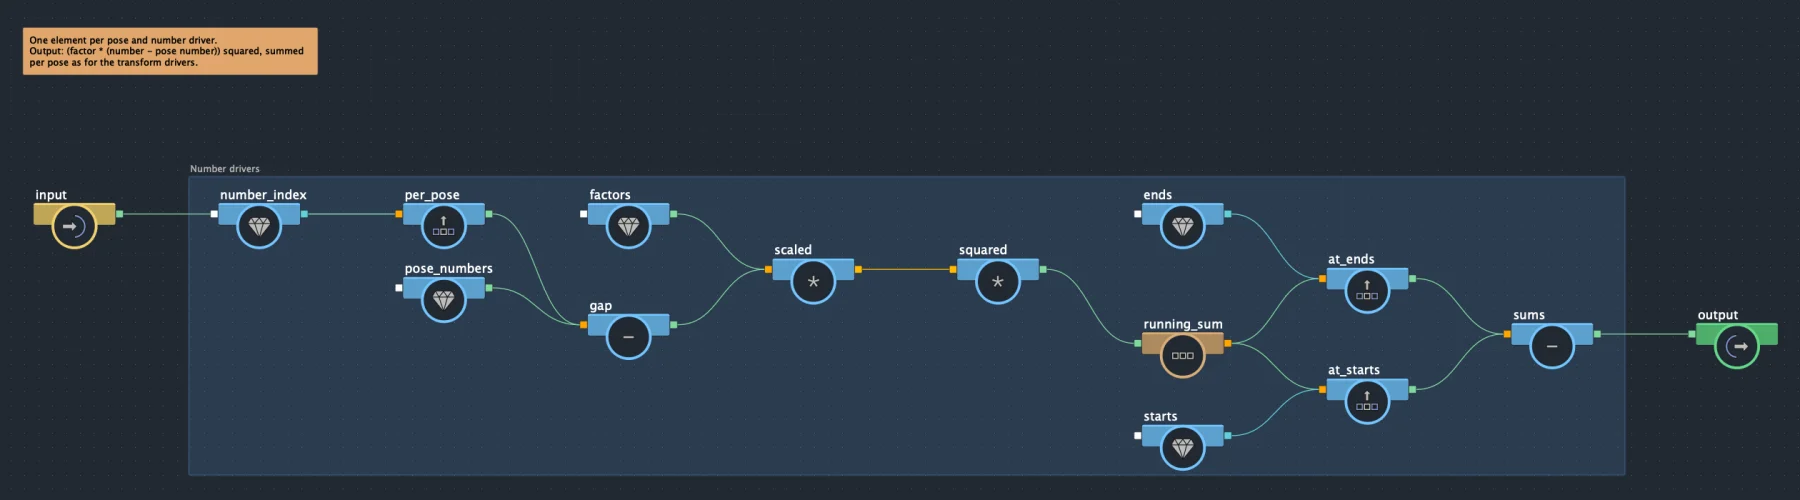 One element per pose and number driver.
Output: (factor * (number - pose number)) squared, summed
per pose as for the transform drivers.
Number drivers
input
number_index
per_pose
factors
ends
pose_numbers
scaled
squared
at_ends
gap
running_sum
sums
output
at_starts
starts